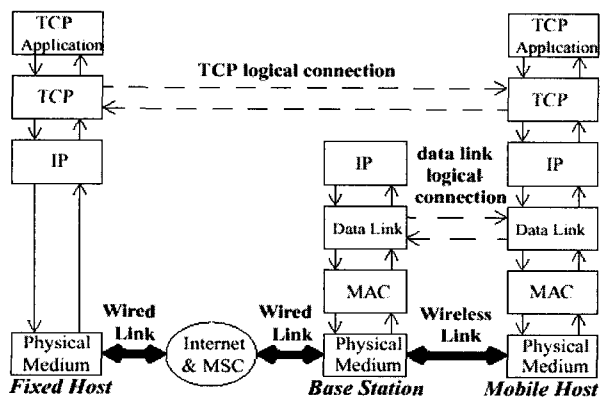 TCP
Application
TCP
Application
TCP logical connection
TCP
TCP
IP
IP
data link
logical
connection
IP
Data Link
Data Link
MAC
MAC
Wired
Link
Wired
Link
Wireless
Link
Physical
Medium
Internet
& MSC
Physical
Medium
Physical
Medium
Fixed Host
Base Station
Mobile Host